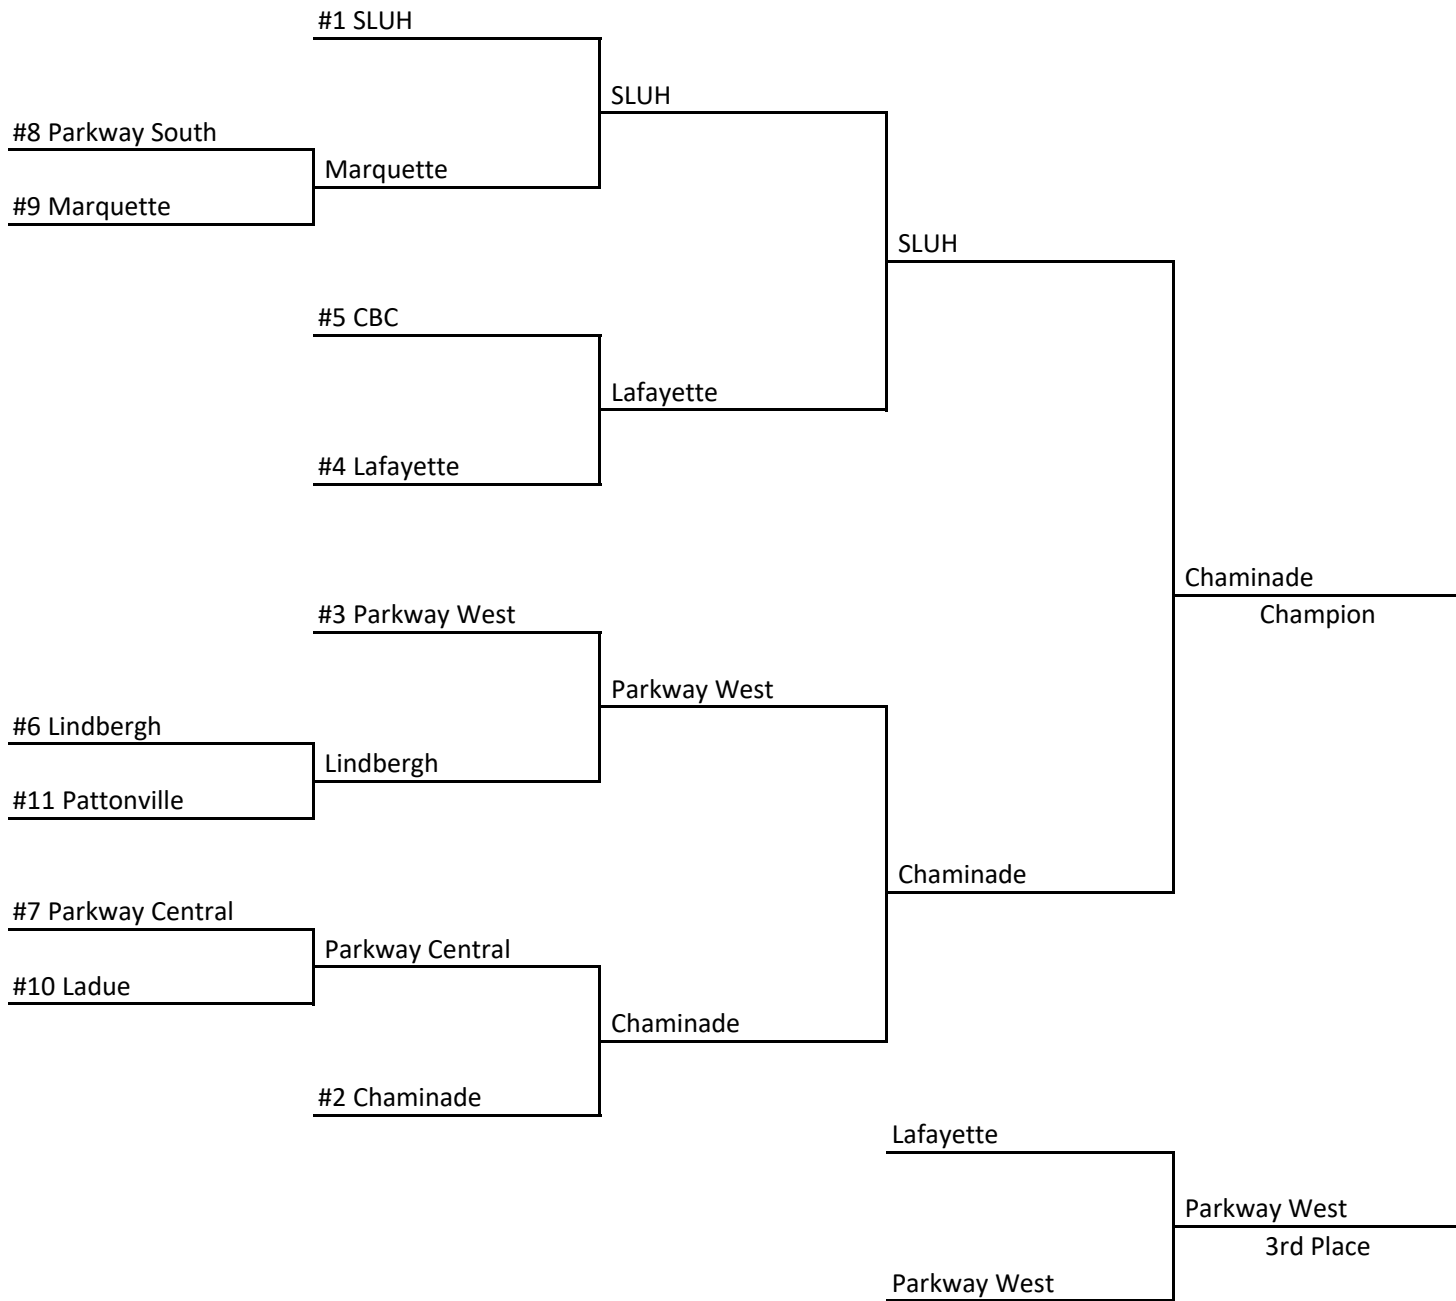 #1 SLUH
SLUH
#8 Parkway South
Marquette
#9 Marquette
SLUH
#5 CBC
Lafayette
#4 Lafayette
Chaminade
Champion
#3 Parkway West
Parkway West
#6 Lindbergh
Lindbergh
#11 Pattonville
Chaminade
#7 Parkway Central
Parkway Central
#10 Ladue
Chaminade
#2 Chaminade
Lafayette
Parkway West
3rd Place
Parkway West